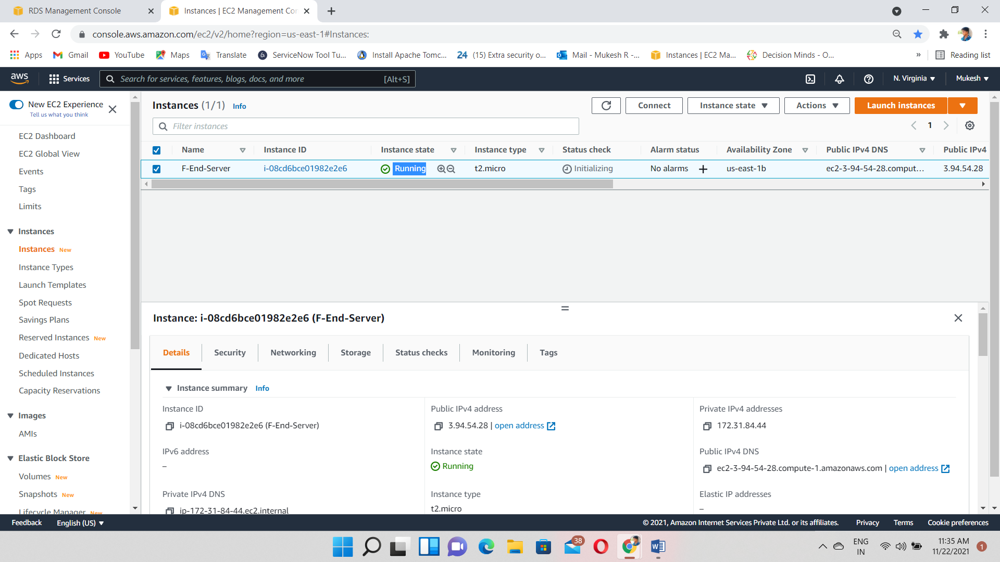 RDS Management Console
Instances | EC2 Management Con
console.aws.amazon.com/ec2/v2/home?region=us-east-1#Instances:
Apps Gmail YouTube Maps Translate ServiceNow Tool Tu... Install Apache Tomc... 24 (15) Extra security o... Mail - Mukesh R -... Instances | EC2 Ma... Decision Minds - O... » Reading list
aws Services Search for services, features, blogs, docs, and more [Alt+S] N. Virginia Mukesh
New EC2 Experience
Tell us what you think
EC2 Dashboard
EC2 Global View
Events
Tags
Limits
Instances
Instances New
Instance Types
Launch Templates
Spot Requests
Savings Plans
Reserved Instances New
Dedicated Hosts
Scheduled Instances
Capacity Reservations
Images
AMIs
Elastic Block Store
Volumes New
Snapshots New
Lifecycle Manager New
Instances (1/1) Info Connect Instance state Actions Launch instances
Filter instances 1
Name Instance ID Instance state Instance type Status check Alarm status Availability Zone Public IPv4 DNS Public IPv4
F-End-Server i-08cd6bce01982e2e6 Running t2.micro Initializing No alarms us-east-1b ec2-3-94-54-28.comput... 3.94.54.28
Instance: i-08cd6bce01982e2e6 (F-End-Server)
Details Security Networking Storage Status checks Monitoring Tags
Instance summary Info
Instance ID
i-08cd6bce01982e2e6 (F-End-Server)
Public IPv4 address
3.94.54.28 | open address
Private IPv4 addresses
172.31.84.44
IPv6 address
–
Instance state
Running
Public IPv4 DNS
ec2-3-94-54-28.compute-1.amazonaws.com | open address
Private IPv4 DNS
ip-172-31-84-44.ec2.internal
Instance type
t2.micro
Elastic IP addresses
–
Feedback English (US) © 2021, Amazon Internet Services Private Ltd. or its affiliates. Privacy Terms Cookie preferences
38
ENG
IN
11:35 AM
11/22/2021
1